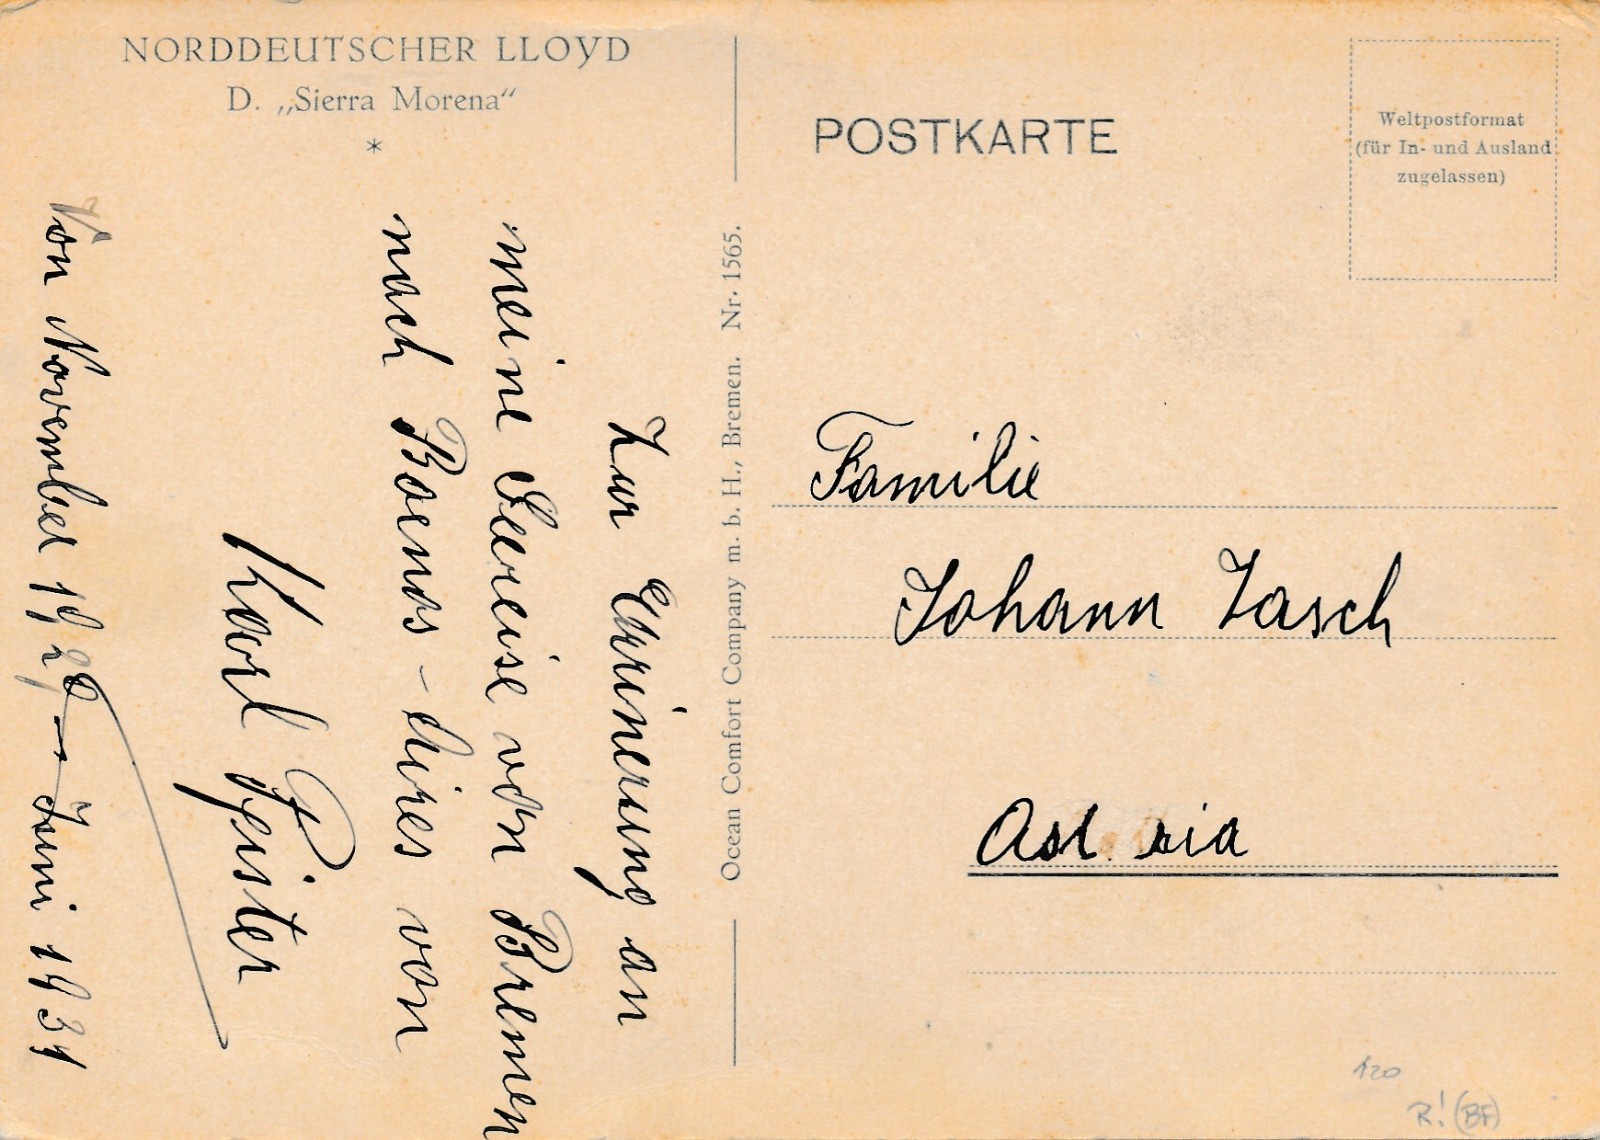 NORDDEUTSCHER LLOYD
D. „Sierra Morena“
*
Zur Erinerung an
meine Seereise von Bremen
nach Boenos-Aires von
Karl Pfister
Von November 1929 – Juni 1931
Ocean Comfort Company m. b. H., Bremen. Nr. 1565.
POSTKARTE
Weltpostformat
(für In- und Ausland
zugelassen)
Familie
Johann Zasch
120
R! (BF)